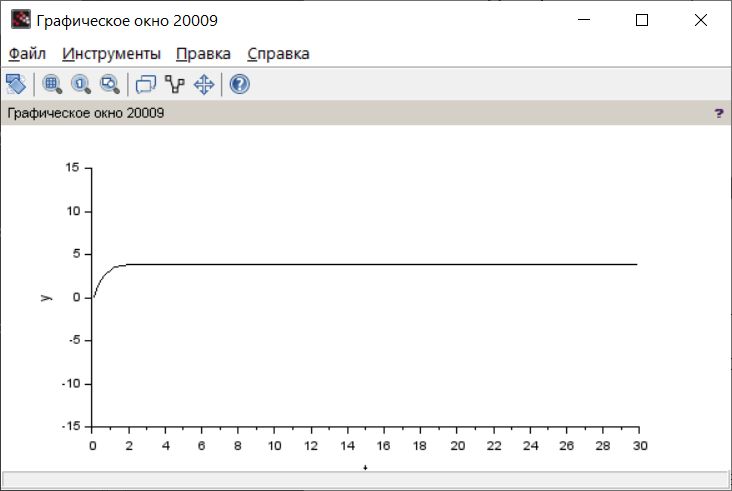 Графическое окно 20009
Файл Инструменты Правка Справка
Графическое окно 20009 ?
15
10
5
y 0
-5
-10
-15
0 2 4 6 8 10 12 14 16 18 20 22 24 26 28 30